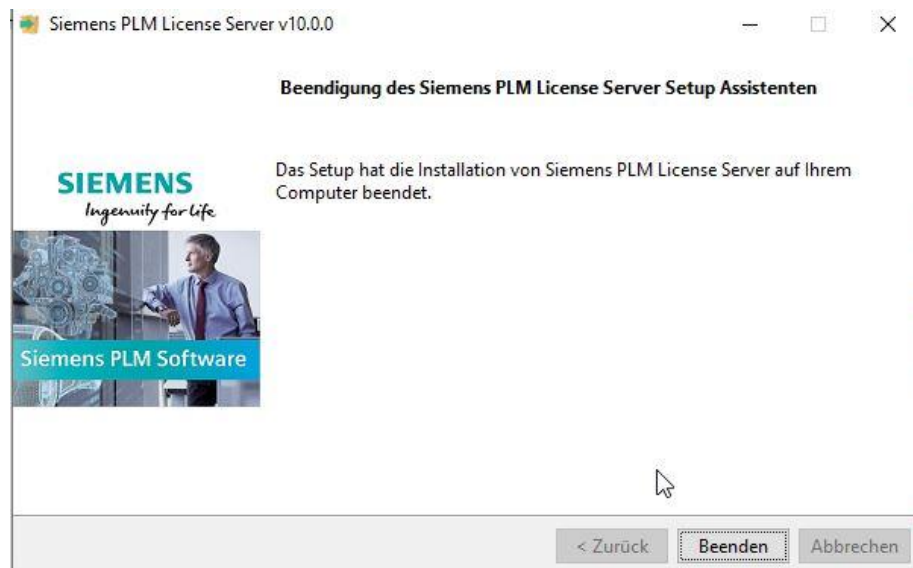 Siemens PLM License Server v10.0.0
Beendigung des Siemens PLM License Server Setup Assistenten
Das Setup hat die Installation von Siemens PLM License Server auf Ihrem
Computer beendet.
SIEMENS
Ingenuity for life
Siemens PLM Software
< Zurück
Beenden
Abbrechen